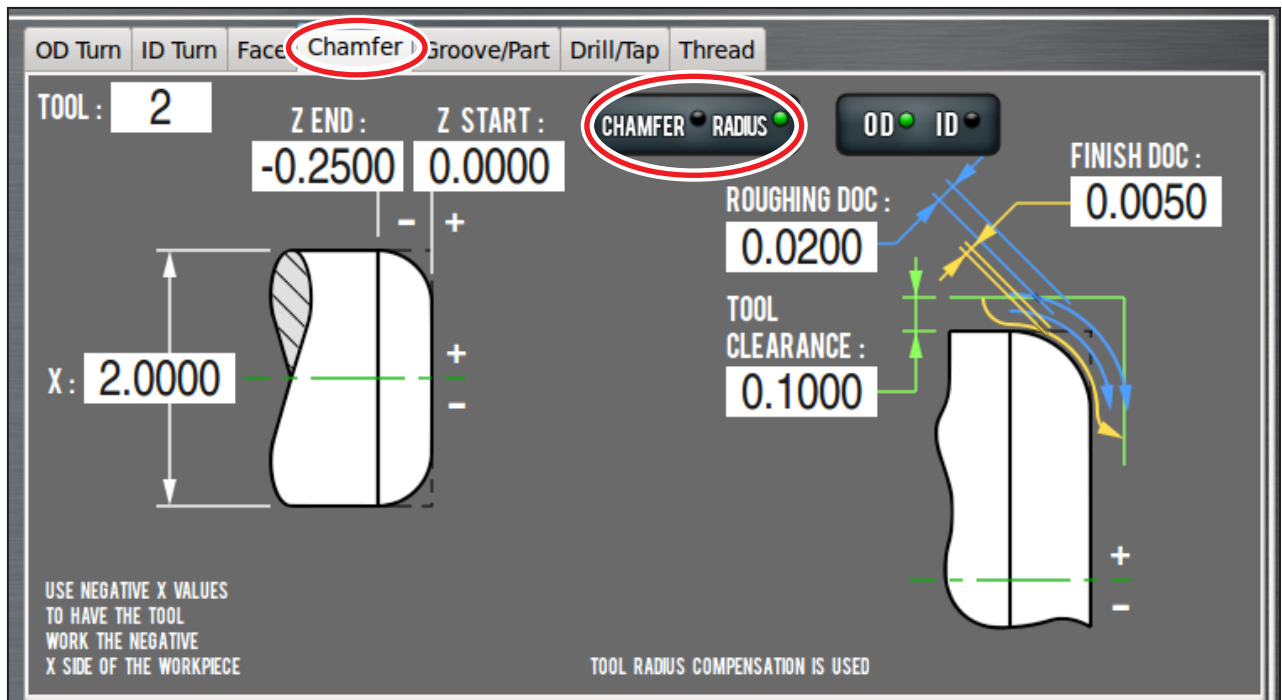 OD Turn ID Turn Face Chamfer Groove/Part Drill/Tap Thread
TOOL : 2
Z END : Z START :
-0.2500 0.0000
CHAMFER RADIUS
OD ID
FINISH DOC :
0.0050
ROUGHING DOC :
0.0200
- +
TOOL
CLEARANCE :
0.1000
X : 2.0000
+
-
+
-
USE NEGATIVE X VALUES
TO HAVE THE TOOL
WORK THE NEGATIVE
X SIDE OF THE WORKPIECE
TOOL RADIUS COMPENSATION IS USED